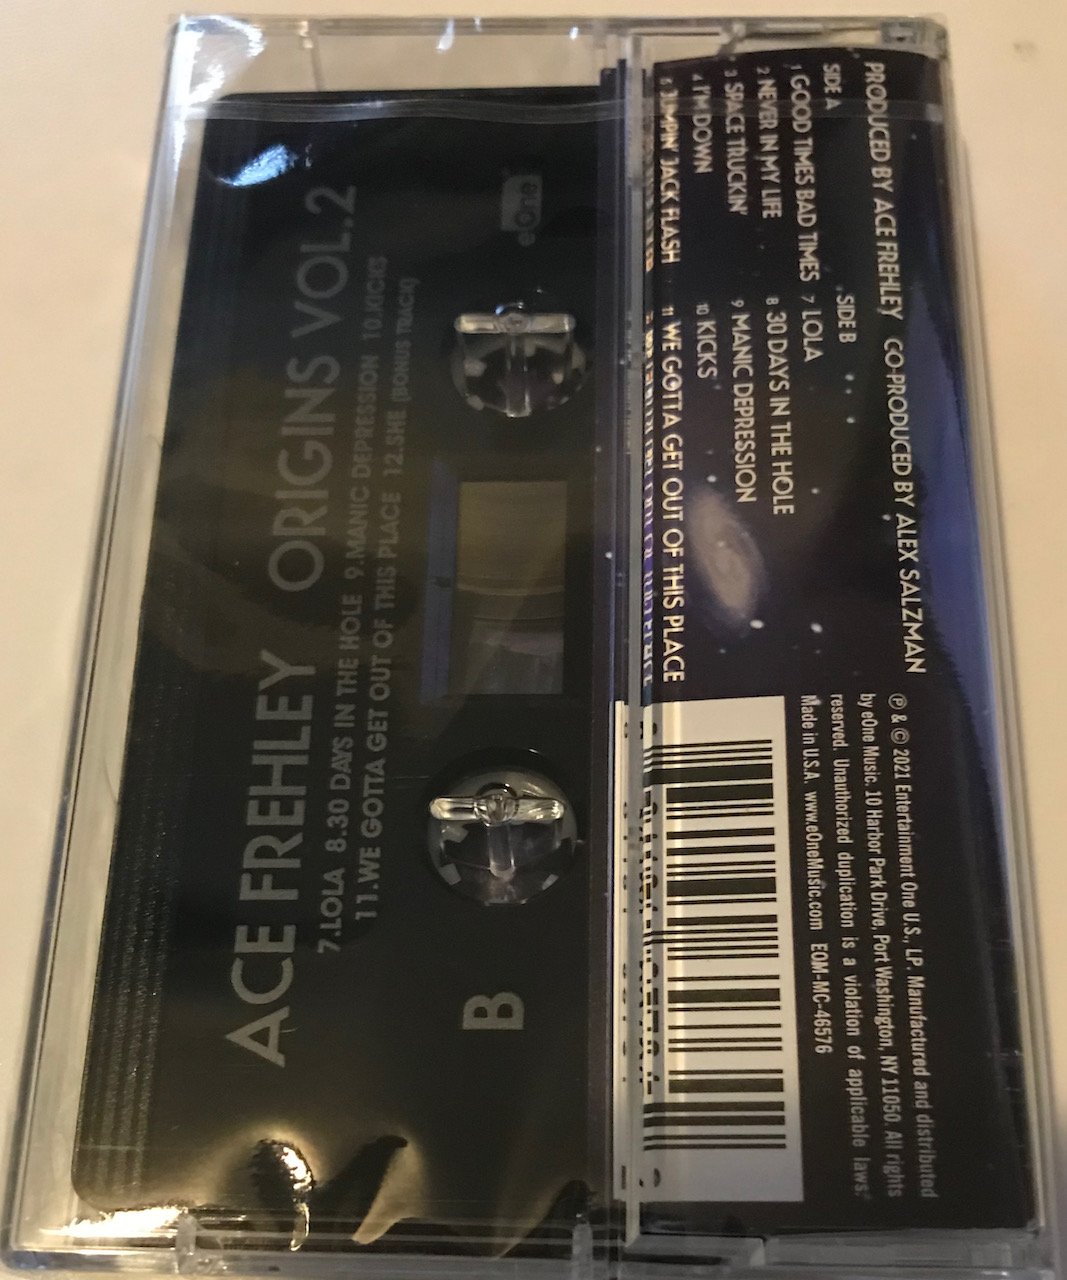 PRODUCED BY ACE FREHLEY CO-PRODUCED BY ALEX SALZMAN
SIDE A
1 GOOD TIMES BAD TIMES
2 NEVER IN MY LIFE
3 SPACE TRUCKIN'
4 I'M DOWN
JUMPIN' JACK FLASH
SIDE B
7 LOLA
8 30 DAYS IN THE HOLE
9 MANIC DEPRESSION
10 KICKS
11 WE GOTTA GET OUT OF THIS PLACE
℗ & © 2021 Entertainment One U.S., LP. Manufactured and distributed
by eOne Music. 10 Harbor Park Drive, Port Washington, NY 11050. All rights
reserved. Unauthorized duplication is a violation of applicable laws.
Made in U.S.A. www.eOneMusic.com EOM-MC-46576
ACE FREHLEY ORIGINS VOL.2
7.LOLA 8.30 DAYS IN THE HOLE 9.MANIC DEPRESSION 10.KICKS
11.WE GOTTA GET OUT OF THIS PLACE 12.SHE (BONUS TRACK)
eOne
B